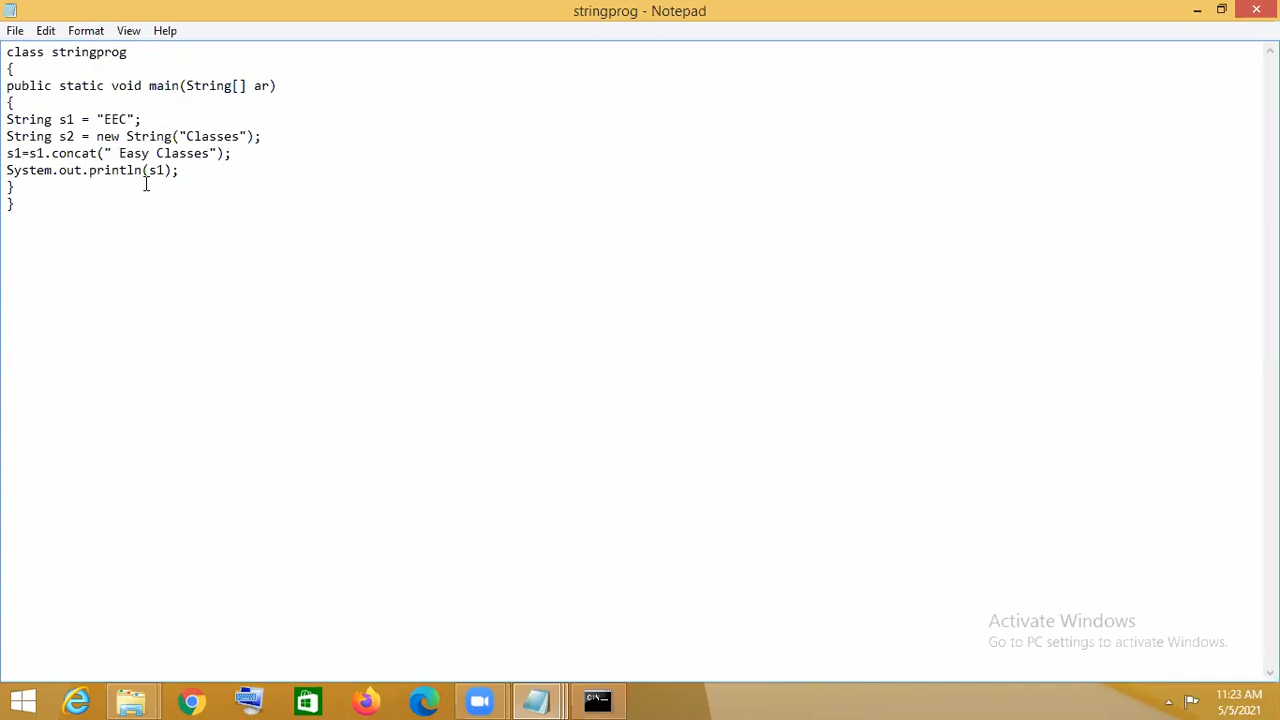 stringprog - Notepad
File Edit Format View Help
class stringprog
{
public static void main(String[] ar)
{
String s1 = "EEC";
String s2 = new String("Classes");
s1=s1.concat(" Easy Classes");
System.out.println(s1);
}
}
Activate Windows
Go to PC settings to activate Windows.
11:23 AM
5/5/2021